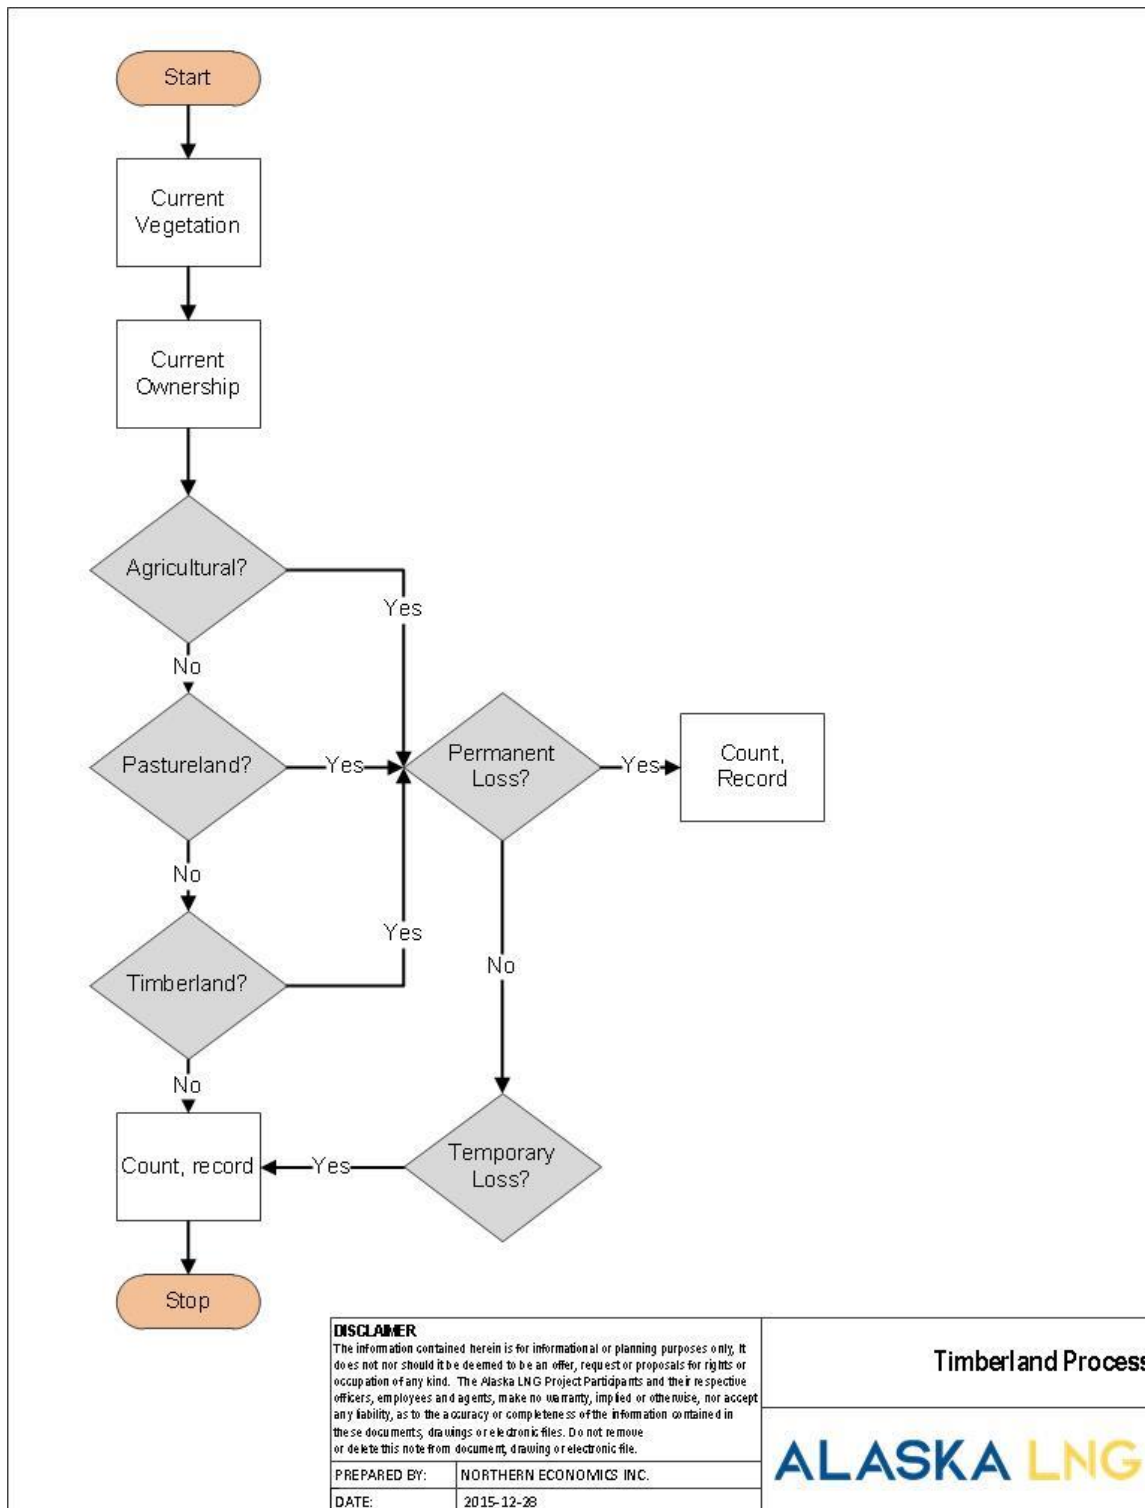 Start
Current
Vegetation
Current
Ownership
Agricultural?
Yes
No
Pastureland?
Yes
Permanent
Loss?
Yes
Count,
Record
No
Yes
Timberland?
No
No
Count, record
Yes
Temporary
Loss?
Stop
DISCLAIMER
The information contained herein is for informational or planning purposes only, It
does not nor should it be deemed to be an offer, request or proposals for rights or
occupation of any kind. The Alaska LNG Project Participants and their respective
officers, employees and agents, make no warranty, implied or otherwise, nor accept
any liability, as to the accuracy or completeness of the information contained in
these documents, drawings or electronic files. Do not remove
or delete this note from document, drawing or electronic file.
Timberland Process
ALASKA LNG
PREPARED BY: NORTHERN ECONOMICS INC.
DATE: 2015-12-28